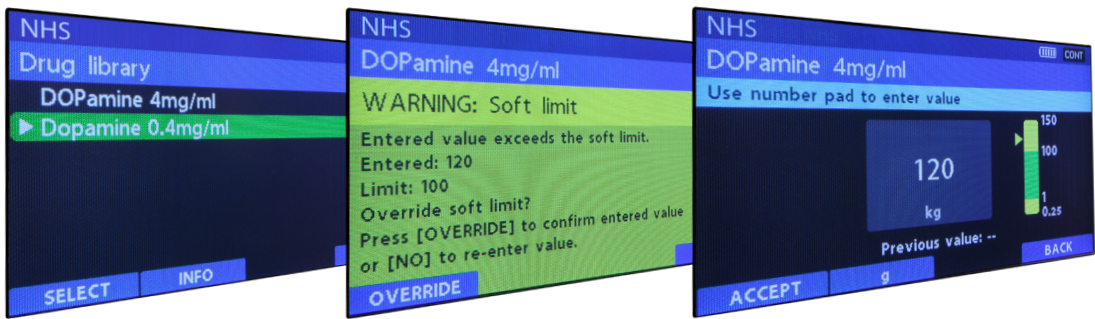 NHS
Drug library
DOPamine 4mg/ml
Dopamine 0.4mg/ml
SELECT
INFO
NHS
DOPamine 4mg/ml
WARNING: Soft limit
Entered value exceeds the soft limit.
Entered: 120
Limit: 100
Override soft limit?
Press [OVERRIDE] to confirm entered value
or [NO] to re-enter value.
OVERRIDE
NHS
CONT
DOPamine 4mg/ml
Use number pad to enter value
150
100
1
0.25
120
kg
Previous value: --
ACCEPT
g
BACK